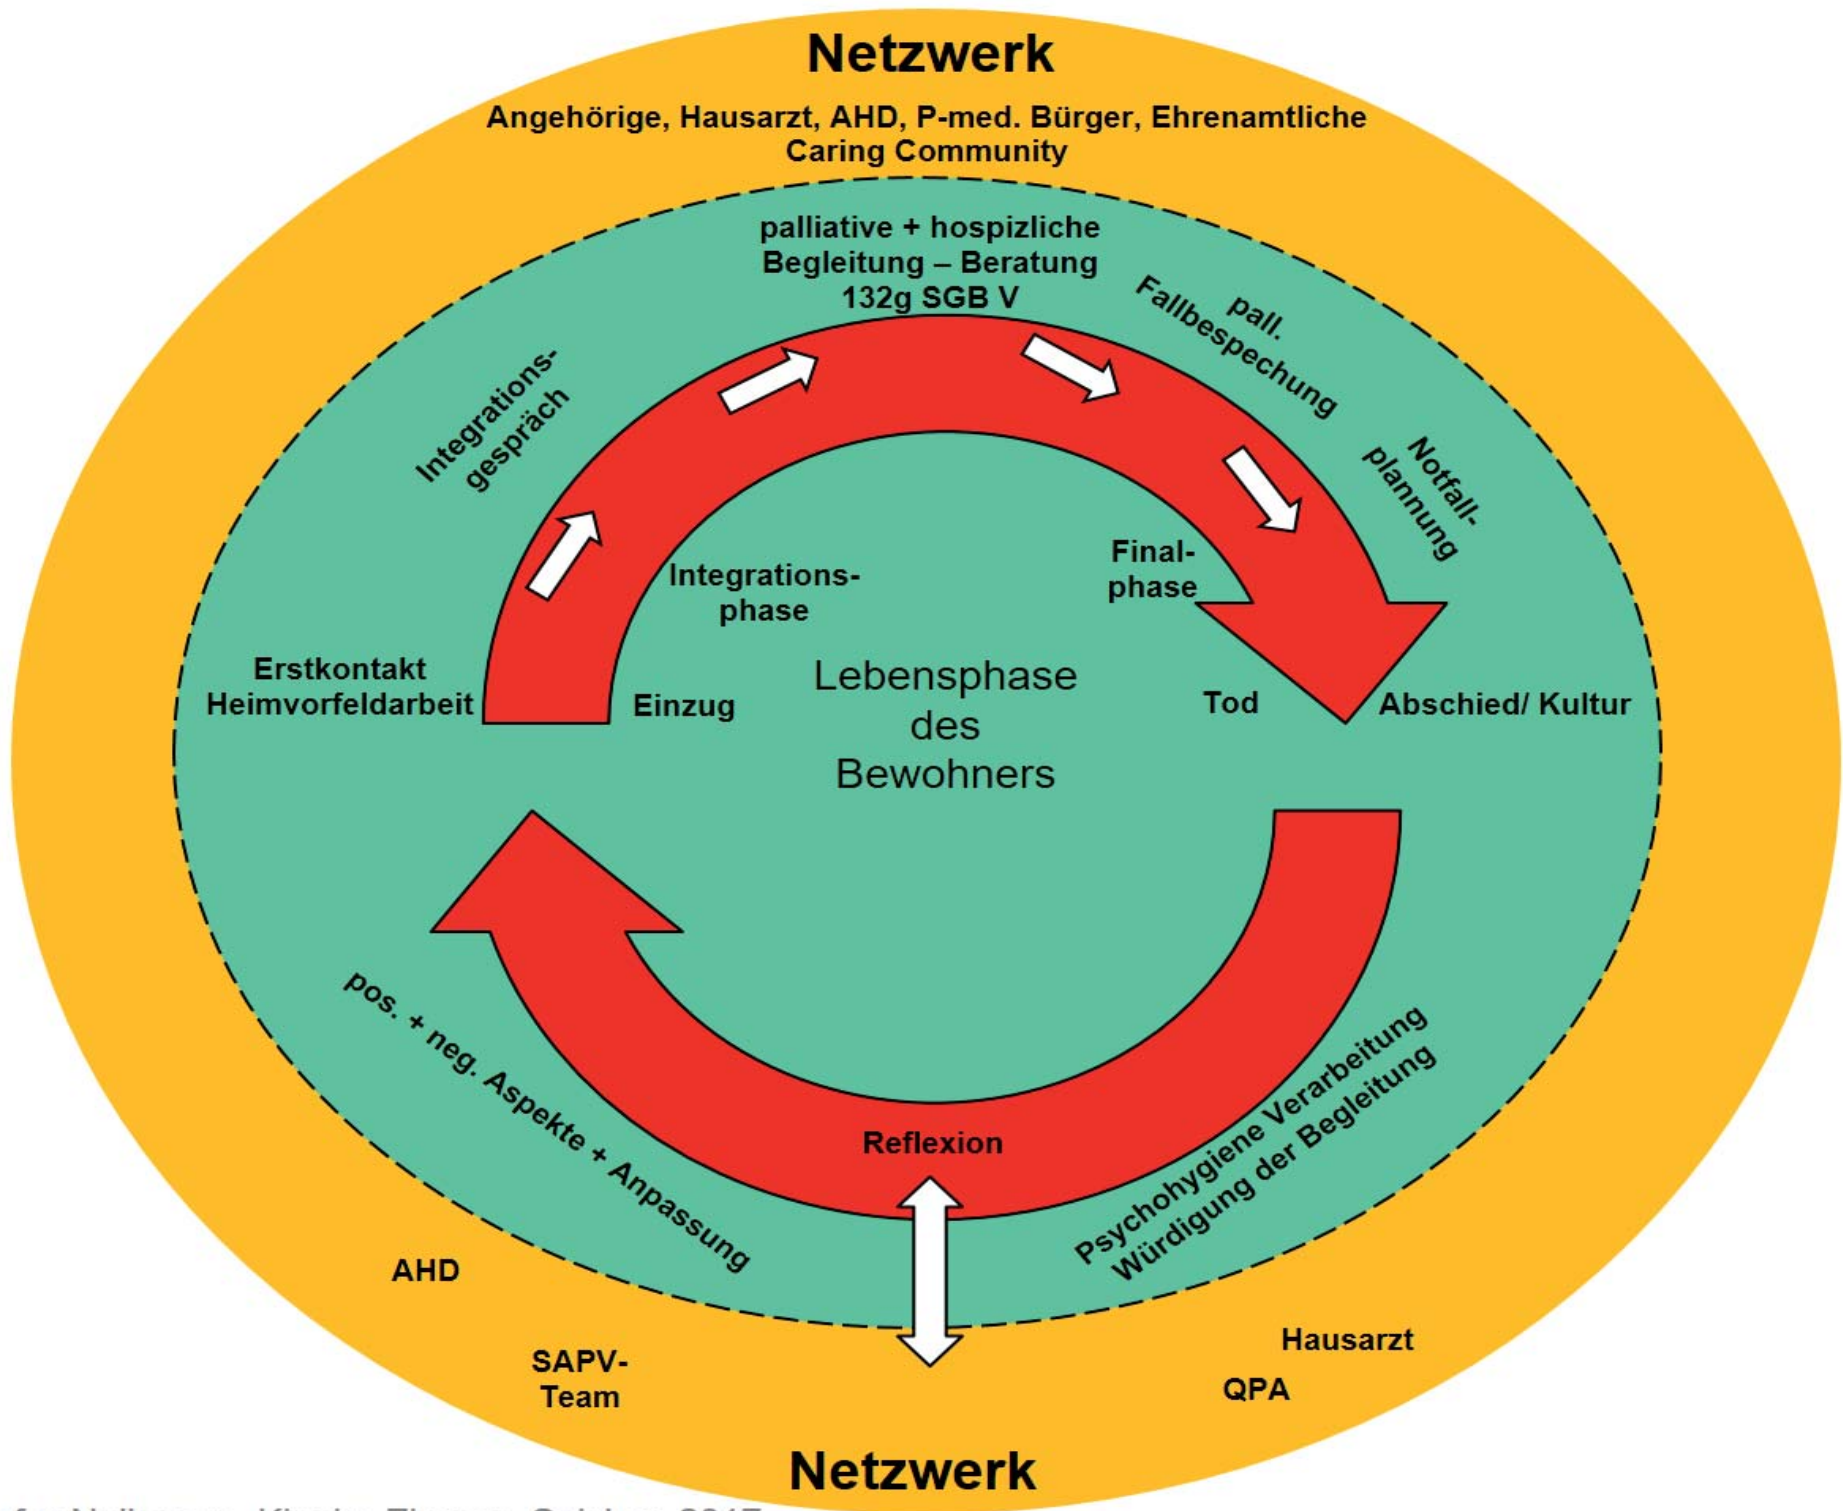 Netzwerk
Angehörige, Hausarzt, AHD, P-med. Bürger, Ehrenamtliche
Caring Community
palliative + hospizliche
Begleitung – Beratung
132g SGB V
pall.
Fallbespechung
Integrations-
gespräch
Notfall-
plannung
Integrations-
phase
Final-
phase
Erstkontakt
Heimvorfeldarbeit
Einzug
Lebensphase
des
Bewohners
Tod
Abschied/ Kultur
pos. + neg. Aspekte + Anpassung
Reflexion
Psychohygiene Verarbeitung
Würdigung der Begleitung
AHD
SAPV-
Team
Hausarzt
QPA
Netzwerk